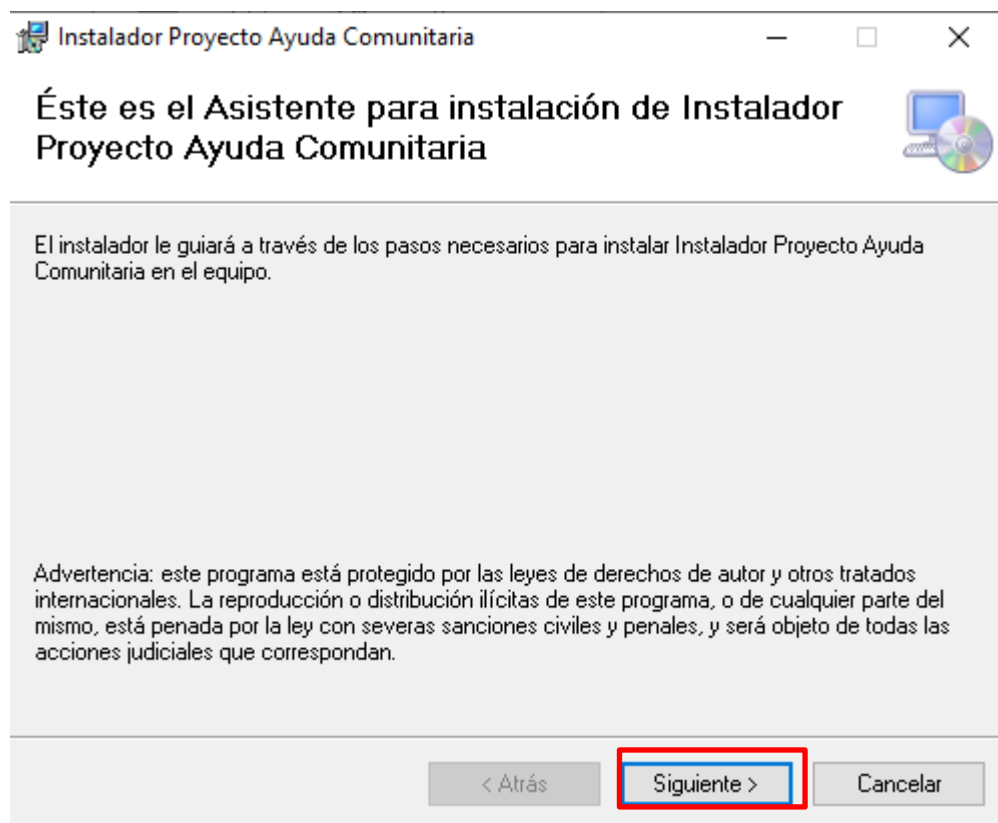 Instalador Proyecto Ayuda Comunitaria
Éste es el Asistente para instalación de Instalador
Proyecto Ayuda Comunitaria
El instalador le guiará a través de los pasos necesarios para instalar Instalador Proyecto Ayuda
Comunitaria en el equipo.
Advertencia: este programa está protegido por las leyes de derechos de autor y otros tratados
internacionales. La reproducción o distribución ilícitas de este programa, o de cualquier parte del
mismo, está penada por la ley con severas sanciones civiles y penales, y será objeto de todas las
acciones judiciales que correspondan.
< Atrás
Siguiente >
Cancelar